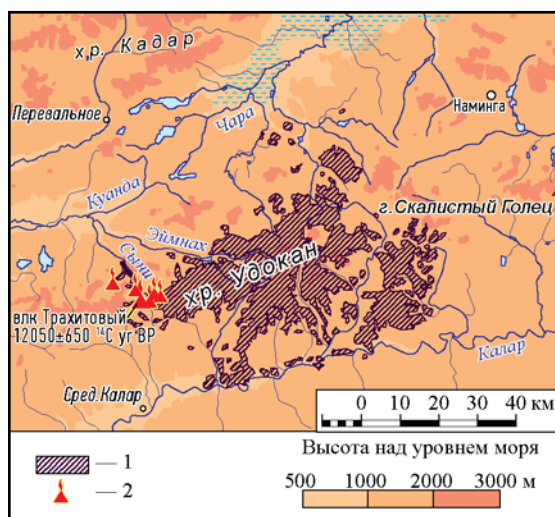 хр. Кадар
Перевальное
Чара
Наминга
Куанда
г. Скалистый Голец
Эймнах
Сыни
хр. Удокан
влк Трахитовый
12050±650 ¹⁴C уг BP
Калар
Сред. Калар
0 10 20 30 40 км
Высота над уровнем моря
— 1
— 2
500 1000 2000 3000 м